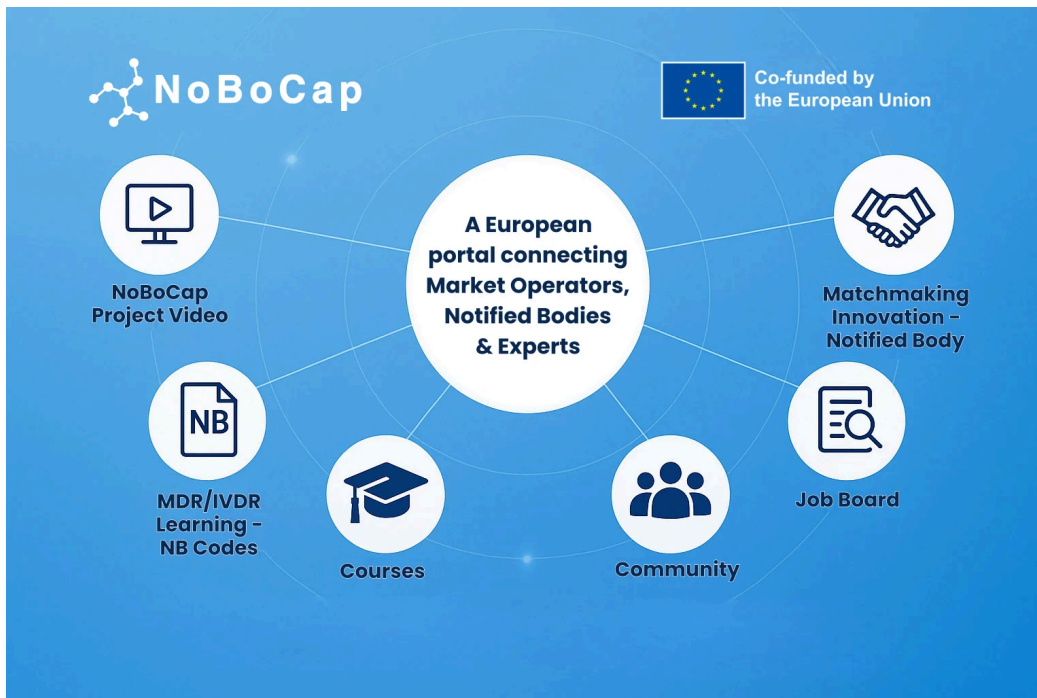 NoBoCap
Co-funded by
the European Union
A European
portal connecting
Market Operators,
Notified Bodies
& Experts
NoBoCap
Project Video
Matchmaking
Innovation -
Notified Body
NB
MDR/IVDR
Learning -
NB Codes
Courses
Community
Job Board